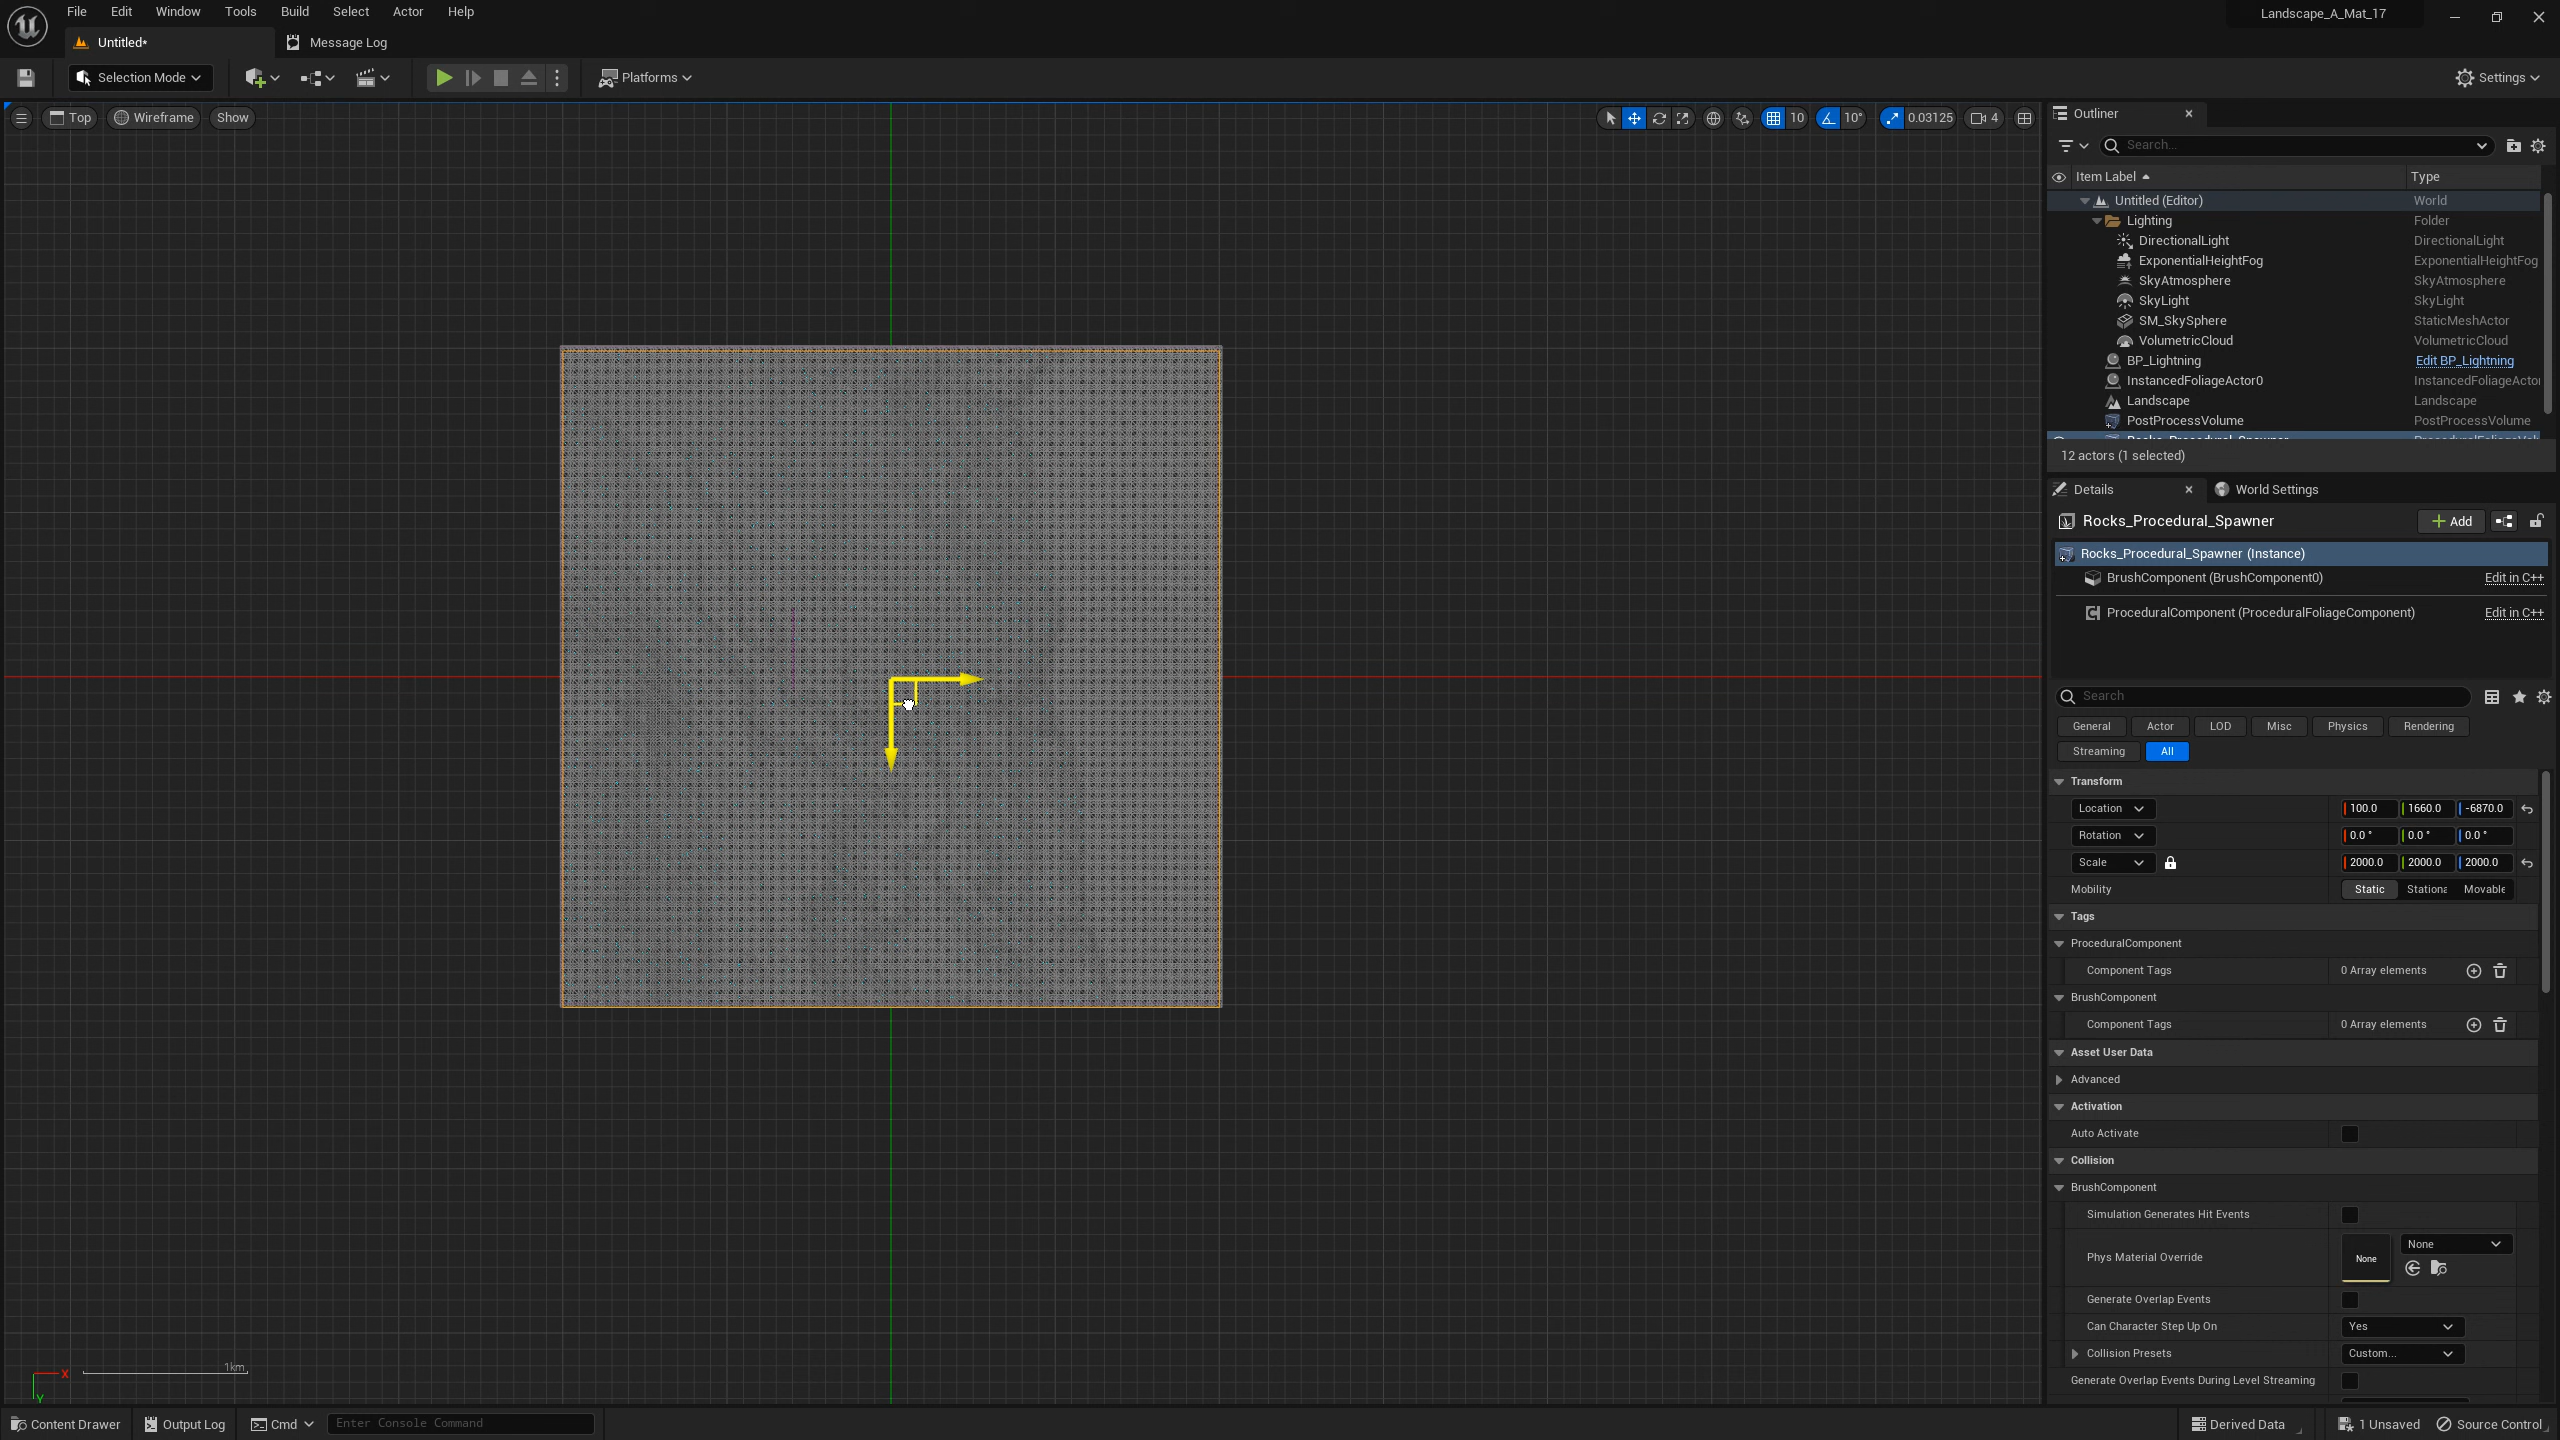 File Edit Window Tools Build Select Actor Help
Landscape_A_Mat_17
Untitled*
Message Log
Selection Mode
Platforms
Settings
Top
Wireframe
Show
10
10°
0.03125
4
Outliner
Search...
Item Label
Type
Untitled (Editor) World
Lighting Folder
DirectionalLight DirectionalLight
ExponentialHeightFog ExponentialHeightFog
SkyAtmosphere SkyAtmosphere
SkyLight SkyLight
SM_SkySphere StaticMeshActor
VolumetricCloud VolumetricCloud
BP_Lightning Edit BP_Lightning
InstancedFoliageActor0 InstancedFoliageActo
Landscape Landscape
PostProcessVolume PostProcessVolume
Rocks_Procedural_Spawner ProceduralFoliageVol
12 actors (1 selected)
Details
World Settings
Rocks_Procedural_Spawner
Add
Rocks_Procedural_Spawner (Instance)
BrushComponent (BrushComponent0) Edit in C++
ProceduralComponent (ProceduralFoliageComponent) Edit in C++
Search
General Actor LOD Misc Physics Rendering
Streaming All
Transform
Location 100.0 1660.0 -6870.0
Rotation 0.0 ° 0.0 ° 0.0 °
Scale 2000.0 2000.0 2000.0
Mobility Static Stationa Movable
Tags
ProceduralComponent
Component Tags 0 Array elements
BrushComponent
Component Tags 0 Array elements
Asset User Data
Advanced
Activation
Auto Activate
Collision
BrushComponent
Simulation Generates Hit Events
Phys Material Override None None
Generate Overlap Events
Can Character Step Up On Yes
Collision Presets Custom...
Generate Overlap Events During Level Streaming
1km
X
Y
Content Drawer
Output Log
Cmd
Enter Console Command
Derived Data
1 Unsaved
Source Control